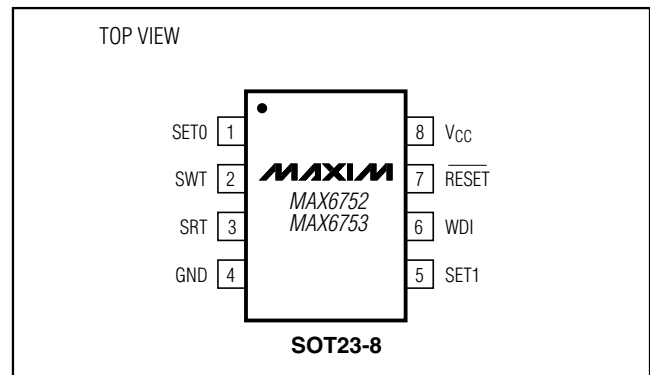 TOP VIEW
SET0 1
SWT 2
SRT 3
GND 4
MAXIM
MAX6752
MAX6753
8 VCC
7 RESET
6 WDI
5 SET1
SOT23-8